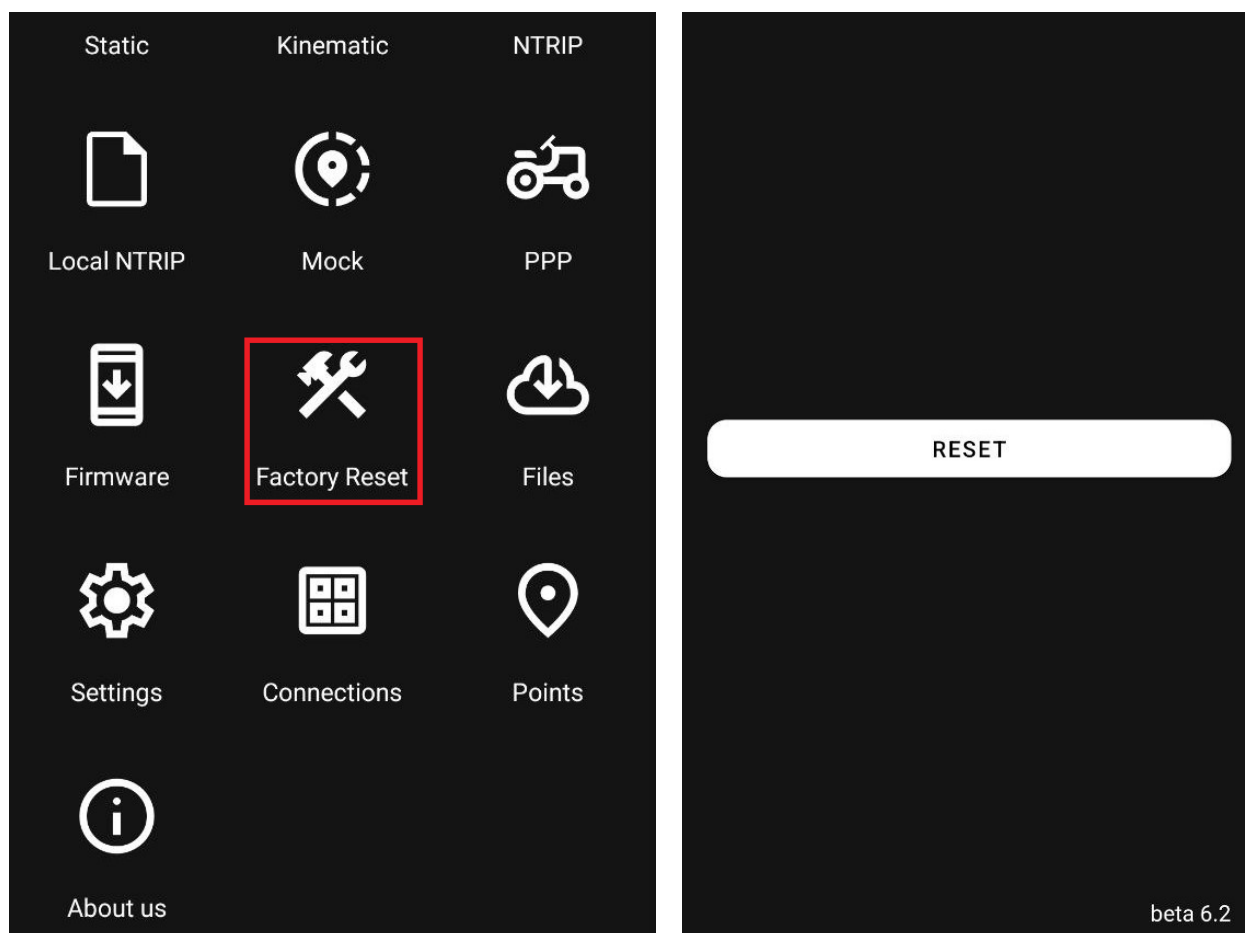 Static Kinematic NTRIP
Local NTRIP Mock PPP
Firmware Factory Reset Files
Settings Connections Points
About us
RESET
beta 6.2